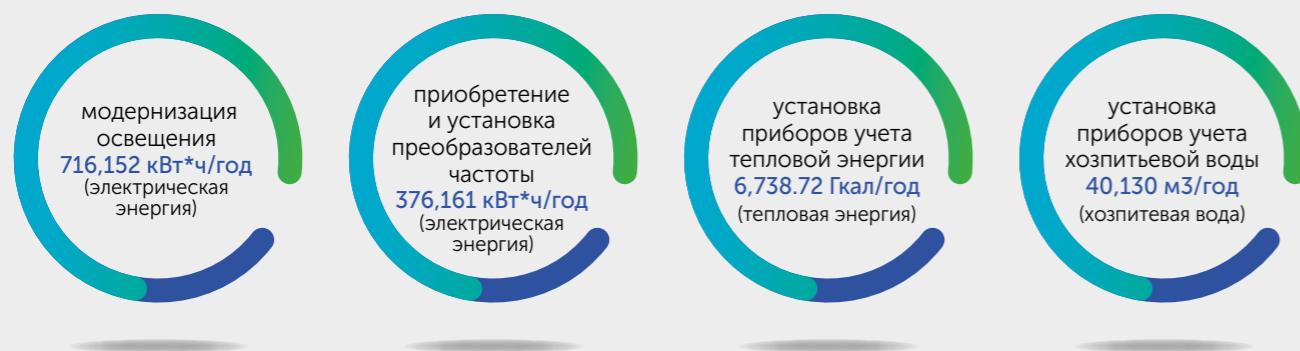 модернизация
освещения
716,152 кВт*ч/год
(электрическая
энергия)
приобретение
и установка
преобразователей
частоты
376,161 кВт*ч/год
(электрическая
энергия)
установка
приборов учета
тепловой энергии
6,738.72 Гкал/год
(тепловая энергия)
установка
приборов учета
хозпитьевой воды
40,130 м3/год
(хозпитевая вода)